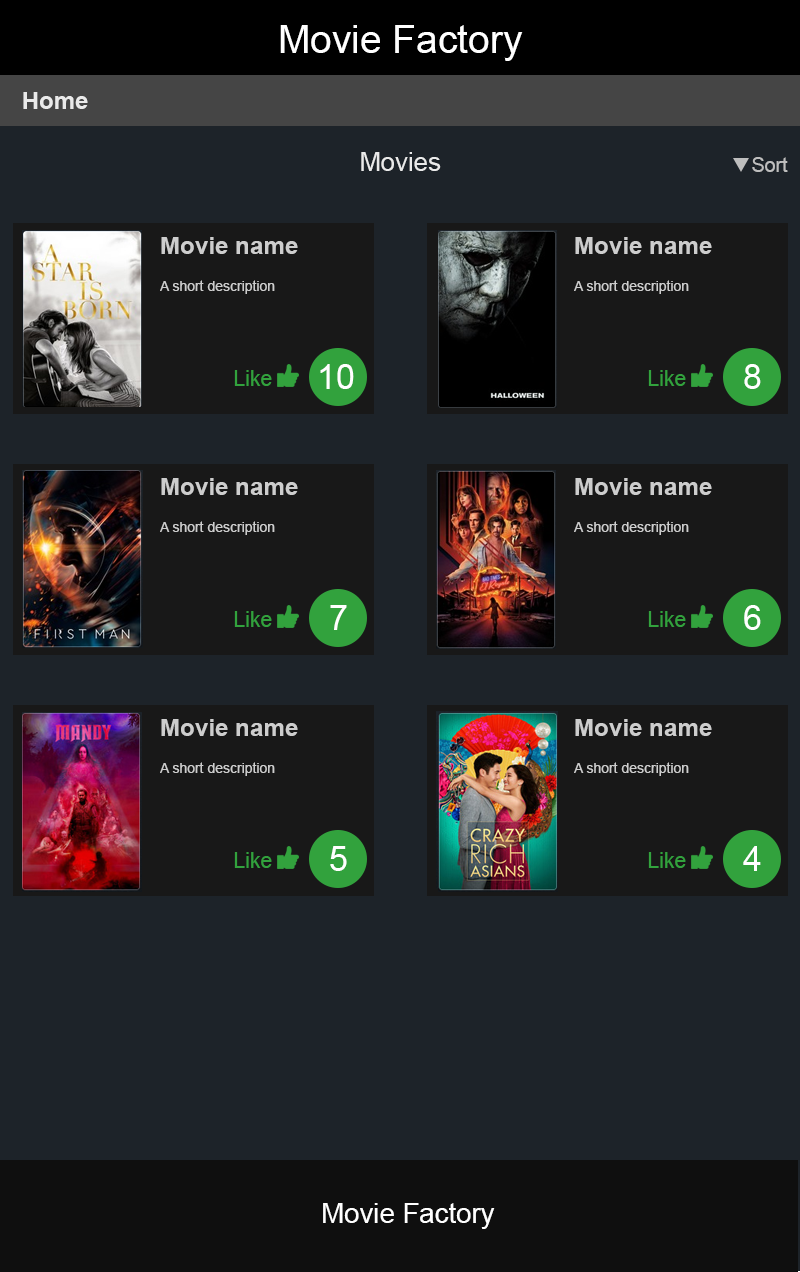 Movie Factory
Home
Movies
▼Sort
A
STAR
IS
BORN
Movie name
A short description
Like
10
HALLOWEEN
Movie name
A short description
Like
8
FIRST MAN
Movie name
A short description
Like
7
El Royale
Movie name
A short description
Like
6
MANDY
Movie name
A short description
Like
5
CRAZY
RICH
ASIANS
Movie name
A short description
Like
4
Movie Factory